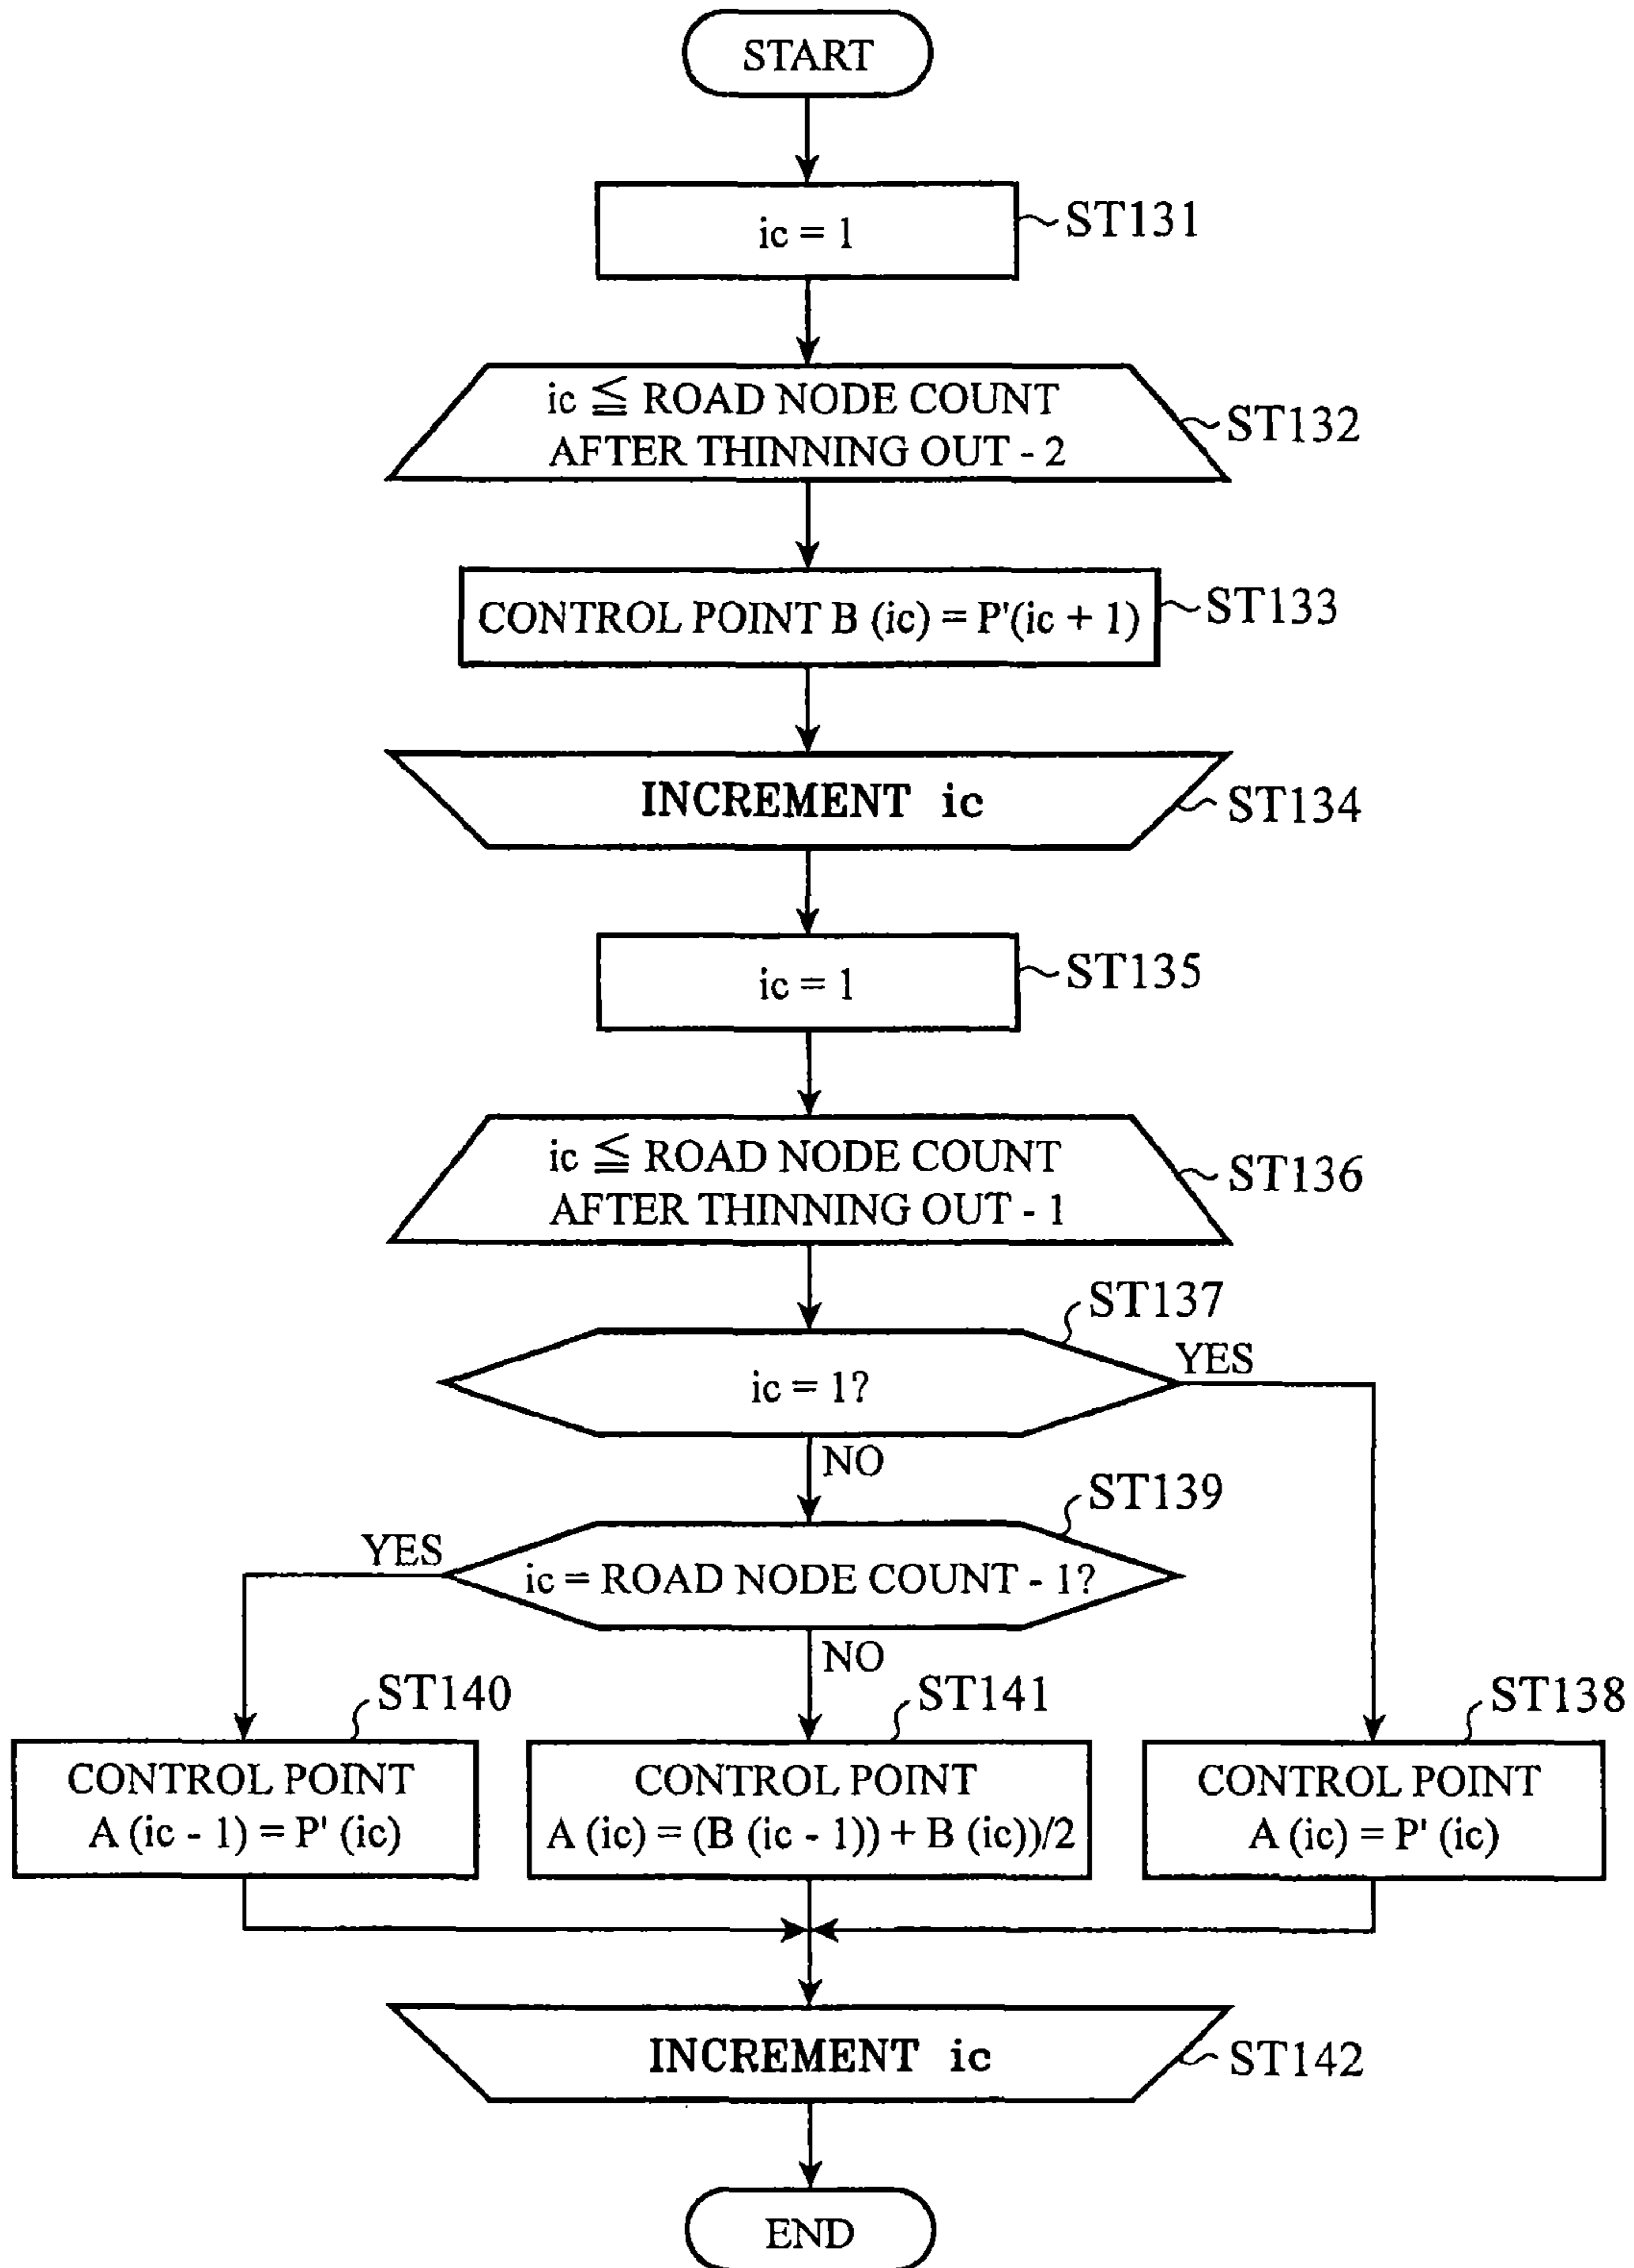 START
ic = 1
ST131
ic ≦ ROAD NODE COUNT
AFTER THINNING OUT - 2
ST132
CONTROL POINT B (ic) = P'(ic + 1)
ST133
INCREMENT ic
ST134
ic = 1
ST135
ic ≦ ROAD NODE COUNT
AFTER THINNING OUT - 1
ST136
ST137
ic = 1?
YES
NO
ST139
YES
ic = ROAD NODE COUNT - 1?
NO
ST140
CONTROL POINT
A (ic - 1) = P' (ic)
ST141
CONTROL POINT
A (ic) = (B (ic - 1)) + B (ic))/2
ST138
CONTROL POINT
A (ic) = P' (ic)
INCREMENT ic
ST142
END